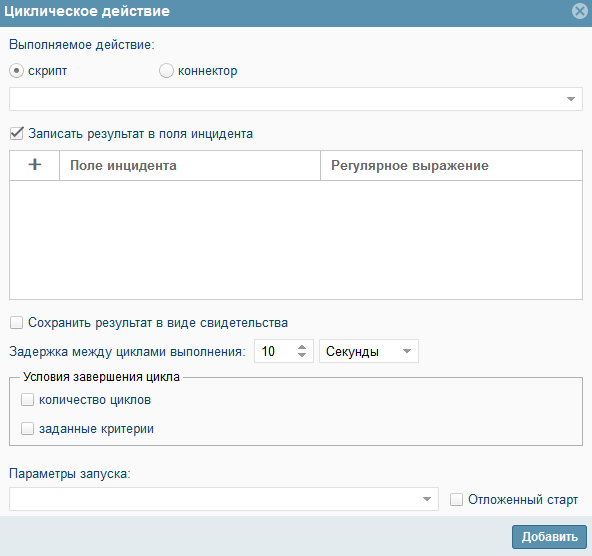 Циклическое действие
Выполняемое действие:
скрипт коннектор
Записать результат в поля инцидента
+ Поле инцидента Регулярное выражение
Сохранить результат в виде свидетельства
Задержка между циклами выполнения: 10 Секунды
Условия завершения цикла
количество циклов
заданные критерии
Параметры запуска:
Отложенный старт
Добавить